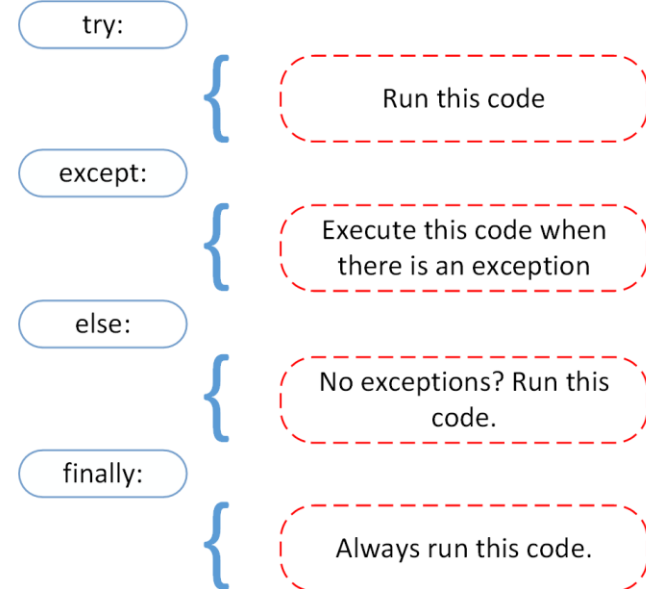 try:
Run this code
except:
Execute this code when
there is an exception
else:
No exceptions? Run this
code.
finally:
Always run this code.